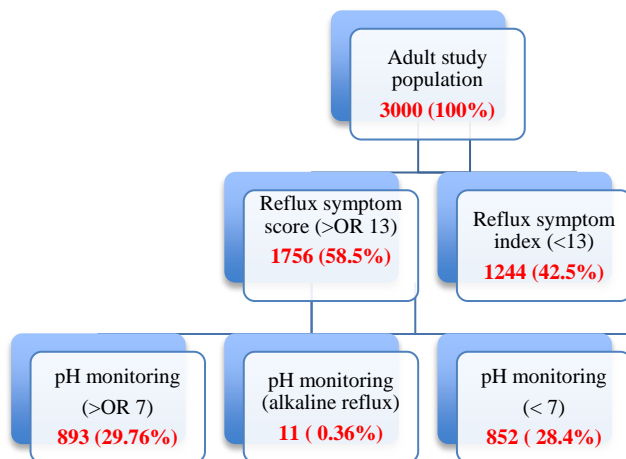 Adult study
population
3000 (100%)
Reflux symptom
score (>OR 13)
1756 (58.5%)
Reflux symptom
index (<13)
1244 (42.5%)
pH monitoring
(>OR 7)
893 (29.76%)
pH monitoring
(alkaline reflux)
11 ( 0.36%)
pH monitoring
(< 7)
852 ( 28.4%)